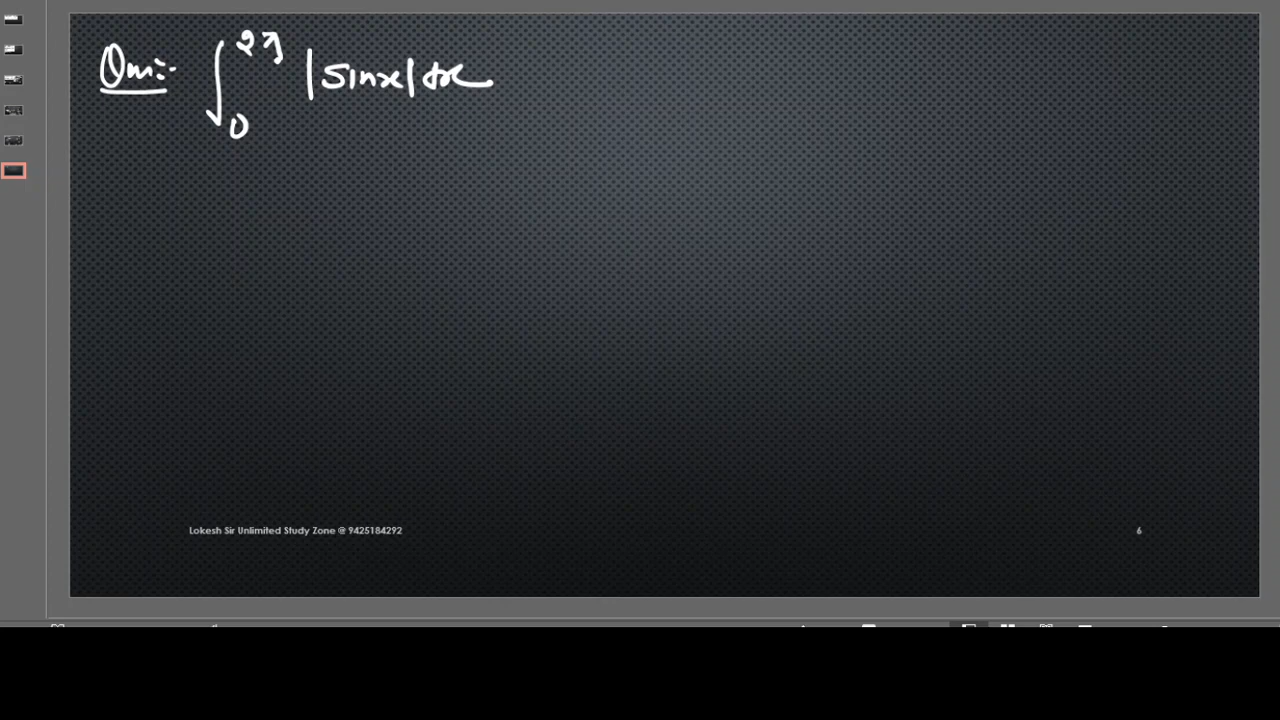 Qn:- ∫₀^2π |sinx| dx
Lokesh Sir Unlimited Study Zone @ 9425184292
6